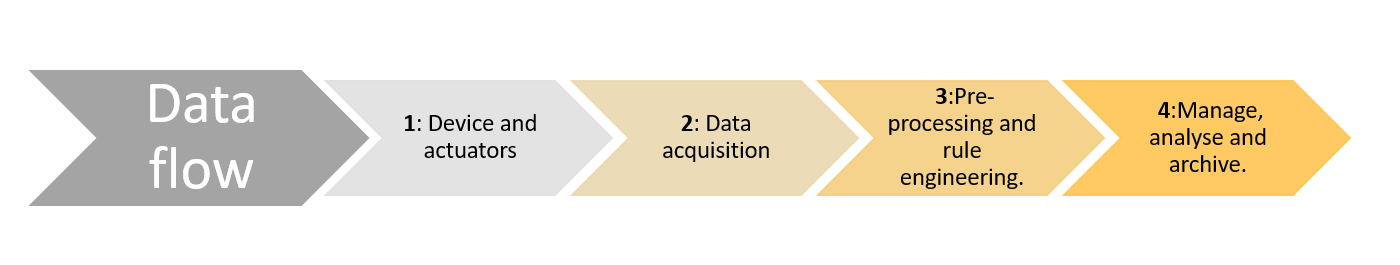 Data
flow
1: Device and
actuators
2: Data
acquisition
3:Pre-
processing and
rule
engineering.
4:Manage,
analyse and
archive.